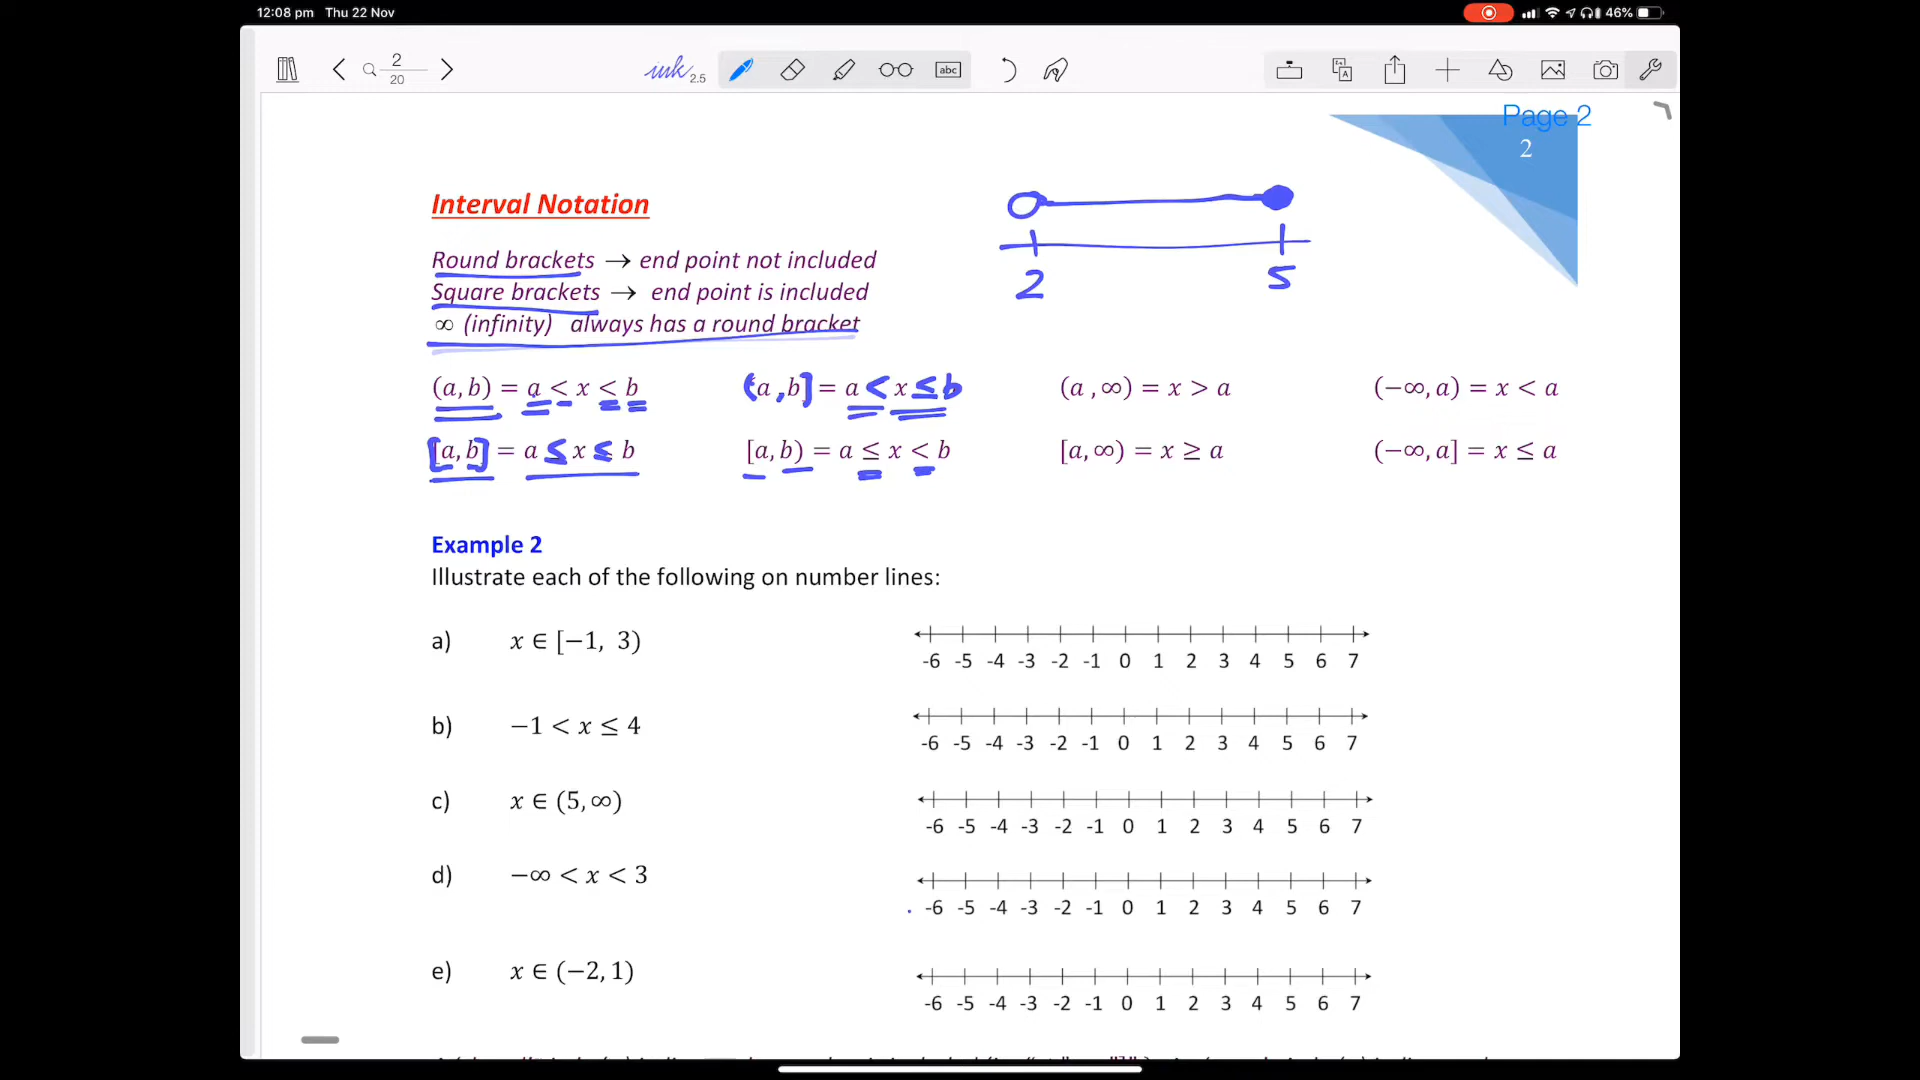 12:08 pm Thu 22 Nov
46%
2
20
ink 2.5
abc
Page 2
2
Interval Notation
Round brackets → end point not included
Square brackets → end point is included
∞ (infinity) always has a round bracket
2 5
(a, b) = a < x < b
(a , b] = a < x ≤ b
(a , ∞) = x > a
(−∞, a) = x < a
[a, b] = a ≤ x ≤ b
[a, b) = a ≤ x < b
[a, ∞) = x ≥ a
(−∞, a] = x ≤ a
Example 2
Illustrate each of the following on number lines:
a) x ∈ [−1, 3)
-6 -5 -4 -3 -2 -1 0 1 2 3 4 5 6 7
b) −1 < x ≤ 4
-6 -5 -4 -3 -2 -1 0 1 2 3 4 5 6 7
c) x ∈ (5, ∞)
-6 -5 -4 -3 -2 -1 0 1 2 3 4 5 6 7
d) −∞ < x < 3
-6 -5 -4 -3 -2 -1 0 1 2 3 4 5 6 7
e) x ∈ (−2, 1)
-6 -5 -4 -3 -2 -1 0 1 2 3 4 5 6 7